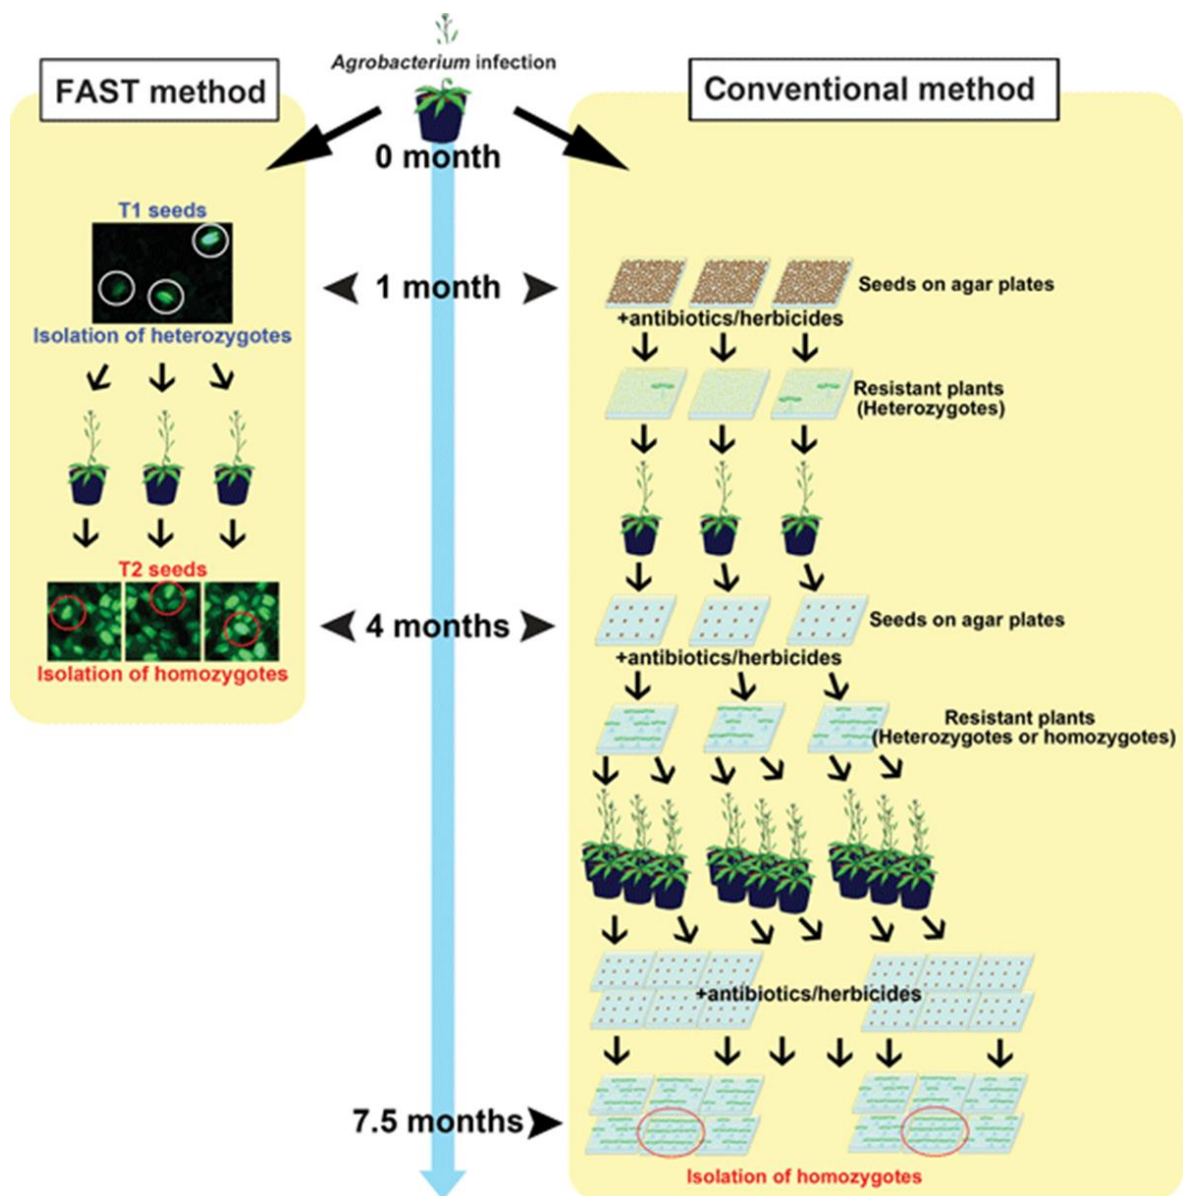 Agrobacterium infection
0 month
FAST method
T1 seeds
Isolation of heterozygotes
T2 seeds
Isolation of homozygotes
1 month
4 months
7.5 months
Conventional method
Seeds on agar plates
+antibiotics/herbicides
Resistant plants
(Heterozygotes)
Seeds on agar plates
+antibiotics/herbicides
Resistant plants
(Heterozygotes or homozygotes)
+antibiotics/herbicides
Isolation of homozygotes